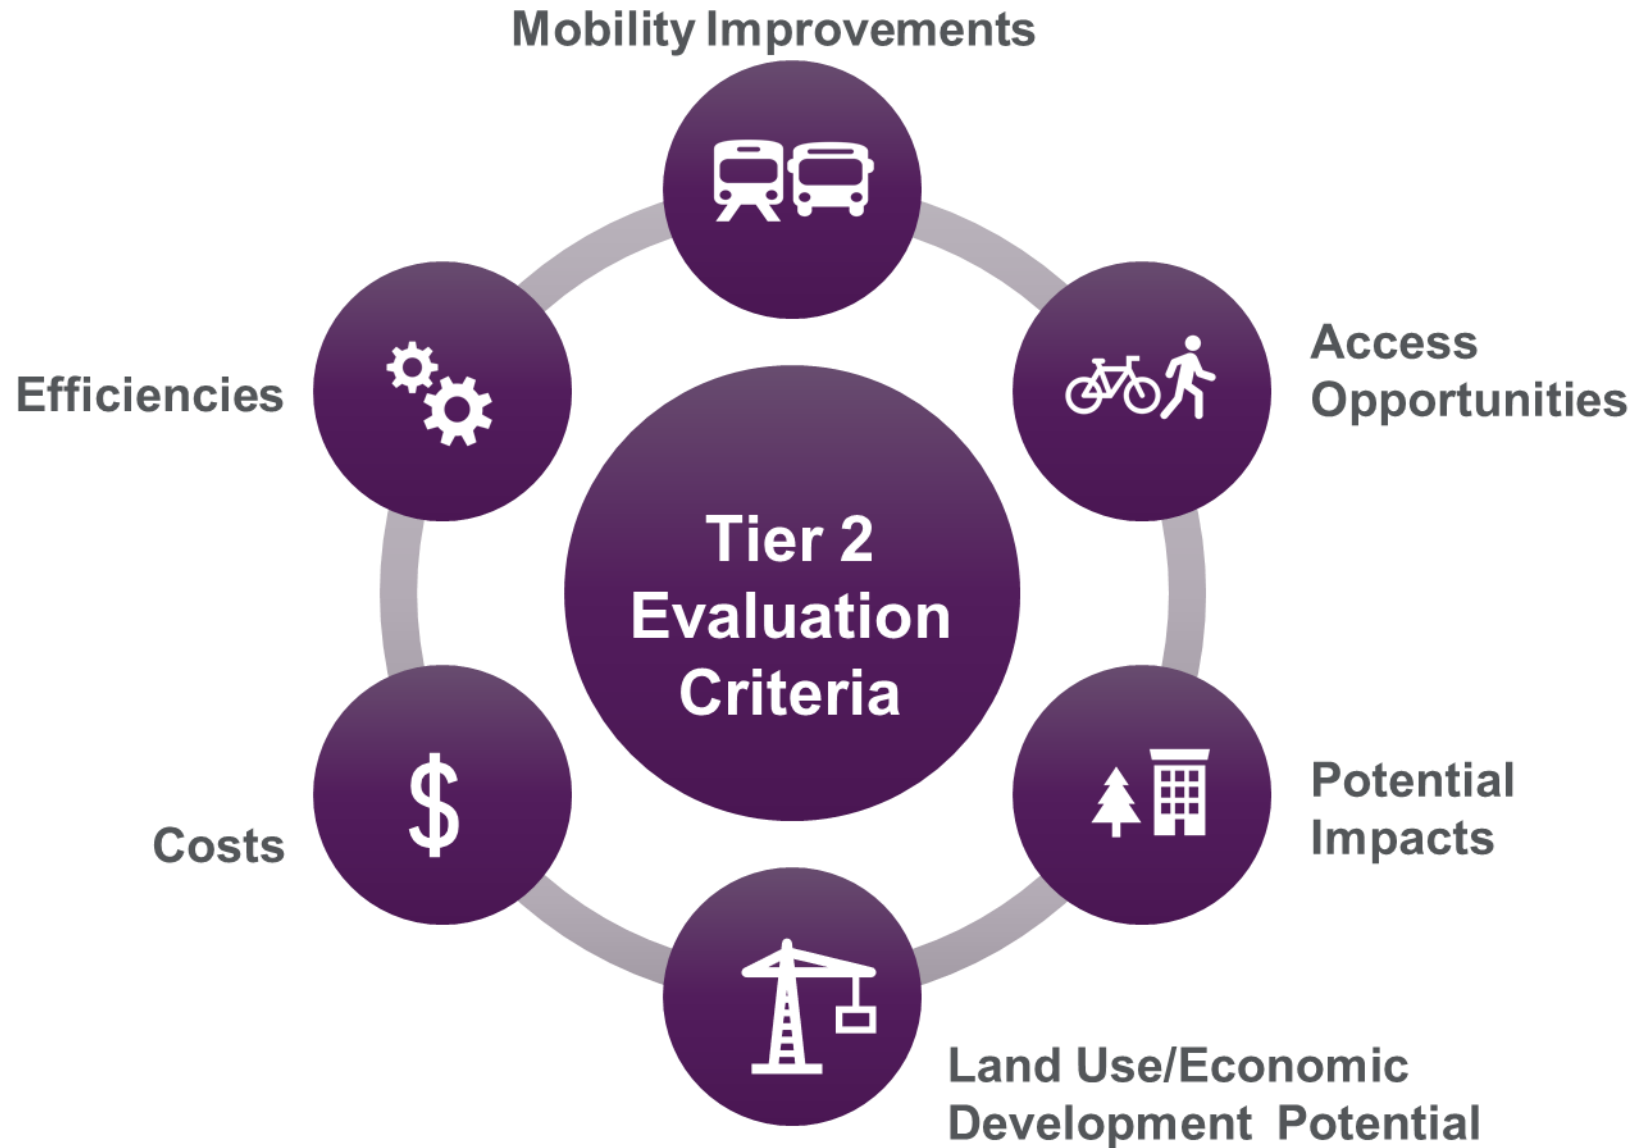 Mobility Improvements
Access
Opportunities
Efficiencies
Tier 2
Evaluation
Criteria
Potential
Impacts
Costs
$
Land Use/Economic
Development Potential